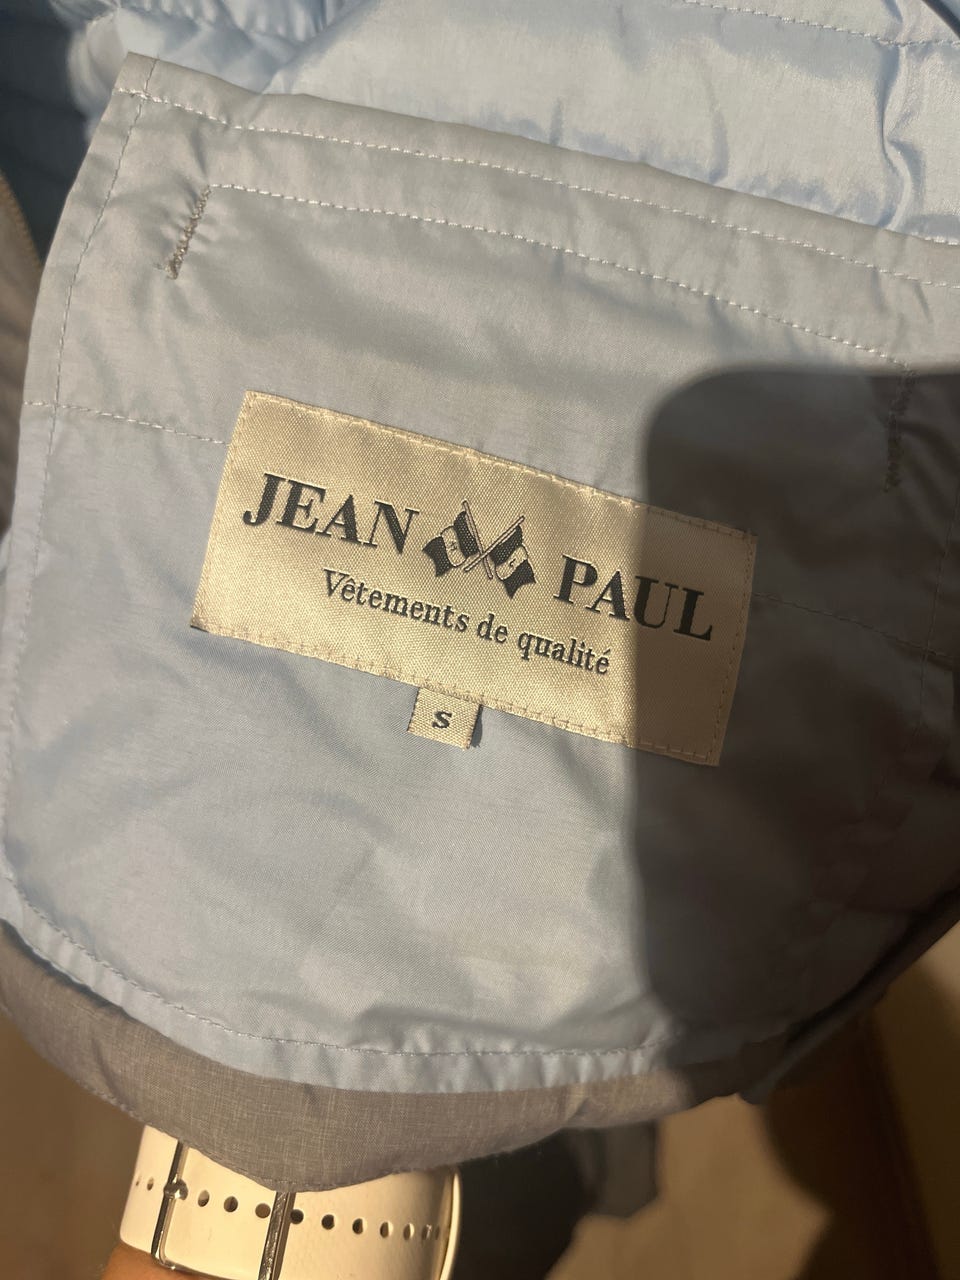 JEAN PAUL
Vêtements de qualité
S